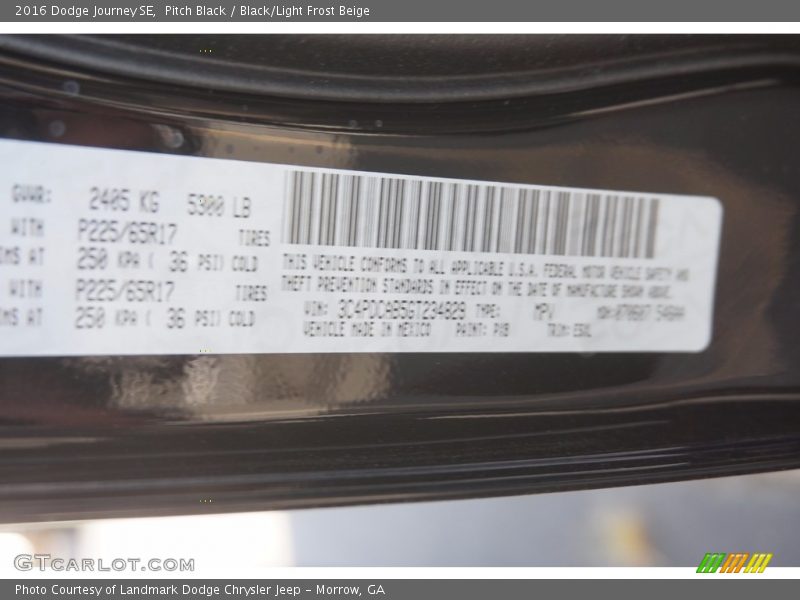 2016 Dodge Journey SE, Pitch Black / Black/Light Frost Beige
GVWR: 2405 KG 5300 LB
WITH P225/65R17 TIRES
AT 250 KPA ( 36 PSI) COLD
WITH P225/65R17 TIRES
AT 250 KPA ( 36 PSI) COLD
THIS VEHICLE CONFORMS TO ALL APPLICABLE U.S.A. FEDERAL MOTOR VEHICLE SAFETY AND
THEFT PREVENTION STANDARDS IN EFFECT ON THE DATE OF MANUFACTURE SHOWN ABOVE.
VIN: 3C4PDCAB5GT234829 TYPE: MPV
VEHICLE MADE IN MEXICO PAINT: TRIM:
GTCARLOT.COM
Photo Courtesy of Landmark Dodge Chrysler Jeep – Morrow, GA